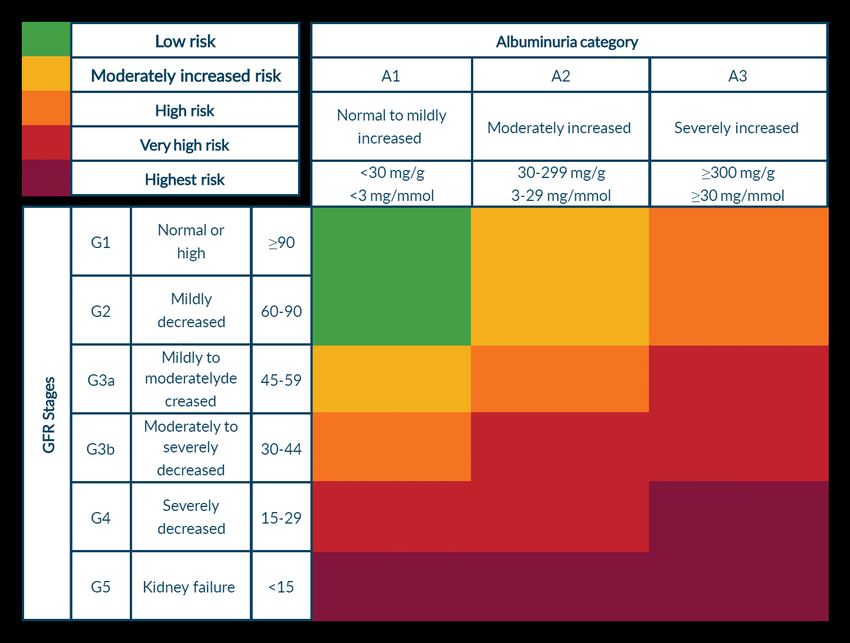 Low risk
Moderately increased risk
High risk
Very high risk
Highest risk
Albuminuria category
A1
A2
A3
Normal to mildly
increased
Moderately increased
Severely increased
<30 mg/g
<3 mg/mmol
30-299 mg/g
3-29 mg/mmol
≥300 mg/g
≥30 mg/mmol
GFR Stages
G1
Normal or
high
≥90
G2
Mildly
decreased
60-90
G3a
Mildly to
moderatelyde
creased
45-59
G3b
Moderately to
severely
decreased
30-44
G4
Severely
decreased
15-29
G5
Kidney failure
<15